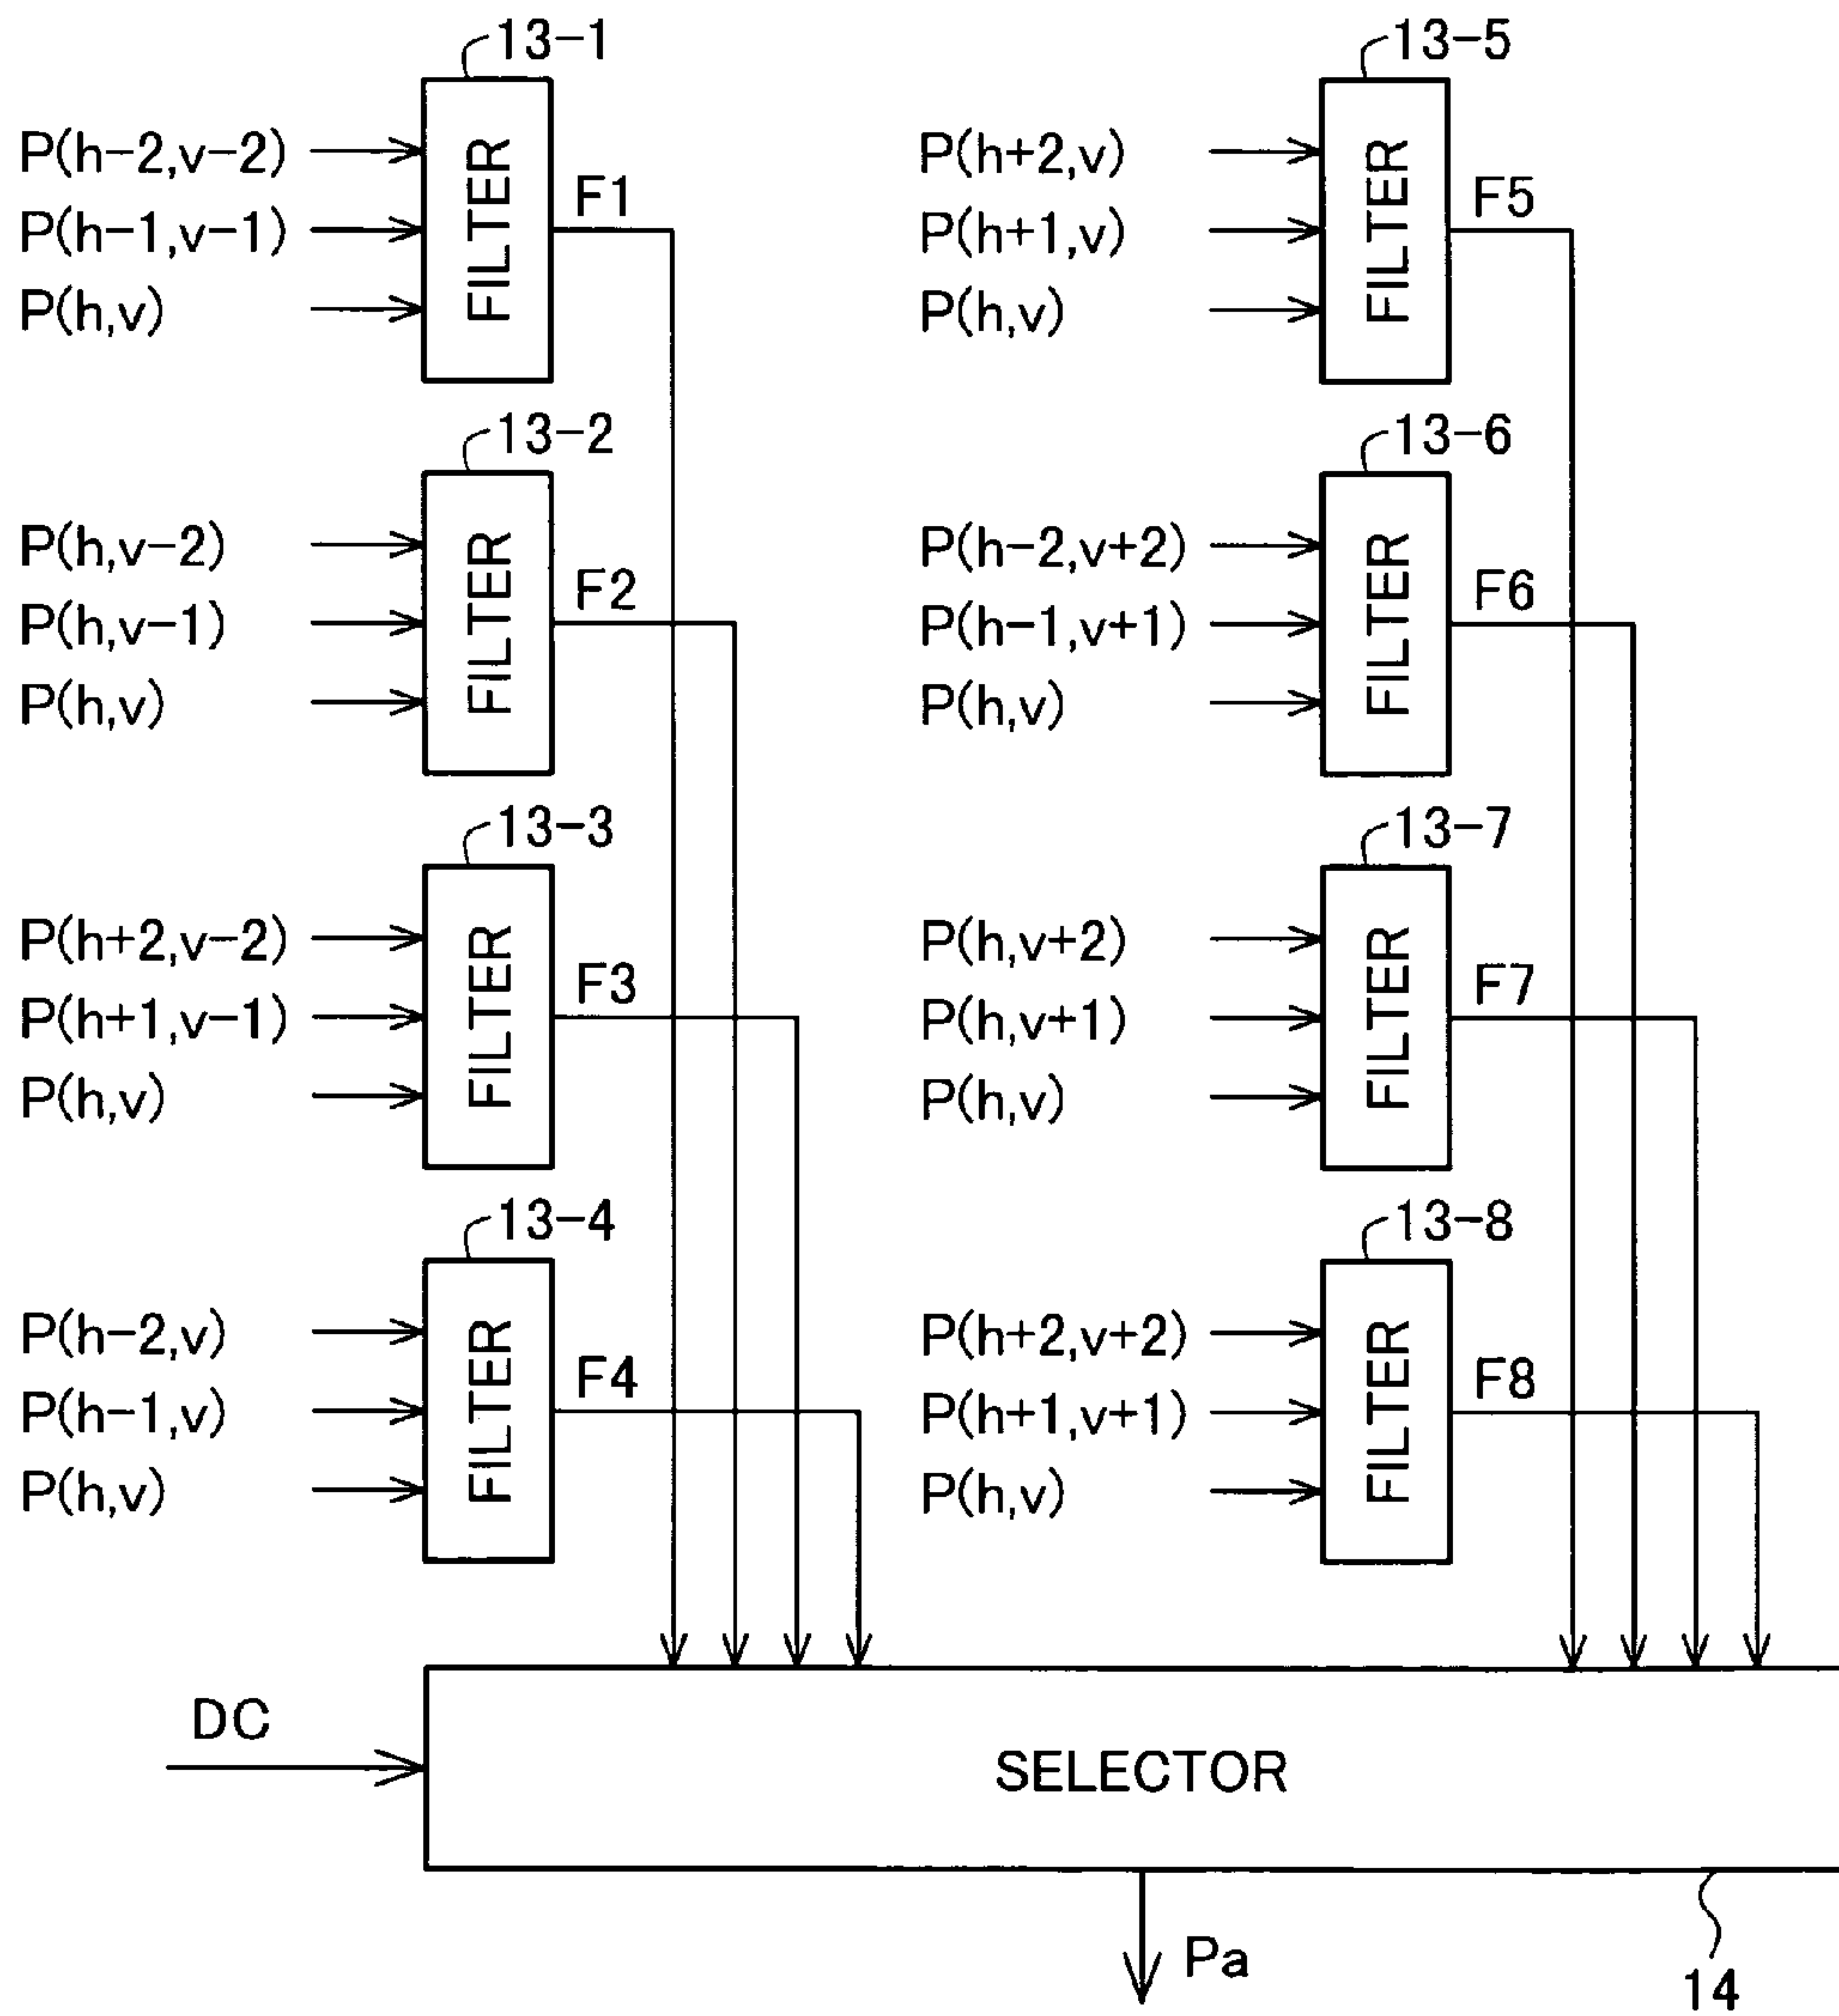 13-1
P(h-2,v-2)
P(h-1,v-1)
P(h,v)
FILTER
F1
13-2
P(h,v-2)
P(h,v-1)
P(h,v)
FILTER
F2
13-3
P(h+2,v-2)
P(h+1,v-1)
P(h,v)
FILTER
F3
13-4
P(h-2,v)
P(h-1,v)
P(h,v)
FILTER
F4
13-5
P(h+2,v)
P(h+1,v)
P(h,v)
FILTER
F5
13-6
P(h-2,v+2)
P(h-1,v+1)
P(h,v)
FILTER
F6
13-7
P(h,v+2)
P(h,v+1)
P(h,v)
FILTER
F7
13-8
P(h+2,v+2)
P(h+1,v+1)
P(h,v)
FILTER
F8
DC
SELECTOR
Pa
14